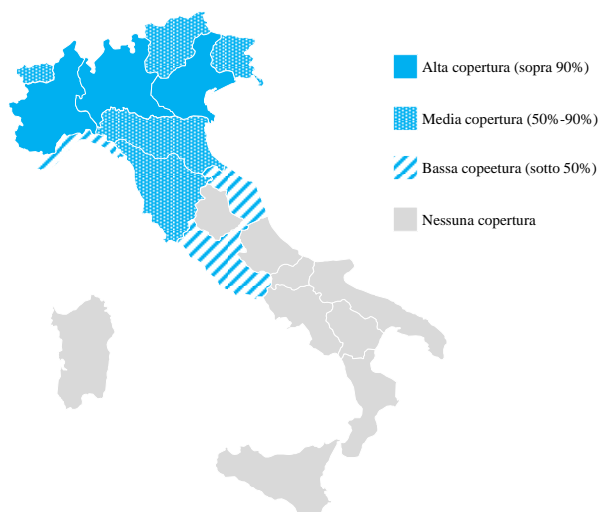 Alta copertura (sopra 90%)
Media copertura (50%-90%)
Bassa copeetura (sotto 50%)
Nessuna copertura